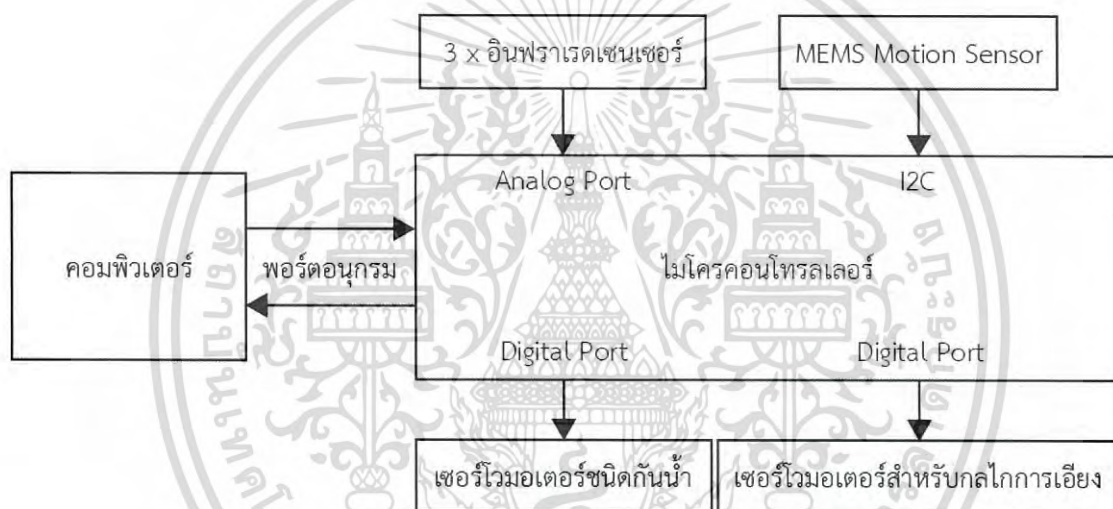 3 x อินฟราเรดเซนเซอร์
MEMS Motion Sensor
Analog Port
I2C
คอมพิวเตอร์
พอร์ตอนุกรม
ไมโครคอนโทรลเลอร์
Digital Port
Digital Port
เซอร์โวมอเตอร์ชนิดกันน้ำ
เซอร์โวมอเตอร์สำหรับกลไกการเอียง